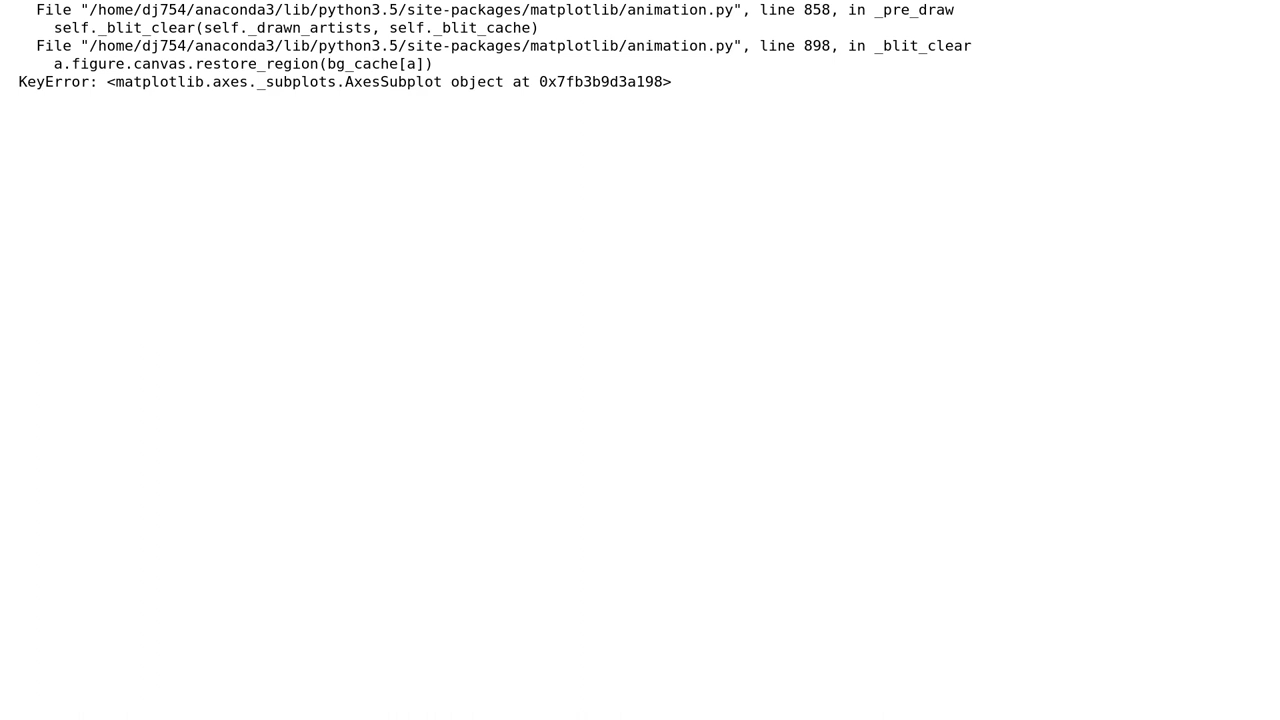 File "/home/dj754/anaconda3/lib/python3.5/site-packages/matplotlib/animation.py", line 858, in _pre_draw
self._blit_clear(self._drawn_artists, self._blit_cache)
File "/home/dj754/anaconda3/lib/python3.5/site-packages/matplotlib/animation.py", line 898, in _blit_clear
a.figure.canvas.restore_region(bg_cache[a])
KeyError: <matplotlib.axes._subplots.AxesSubplot object at 0x7fb3b9d3a198>